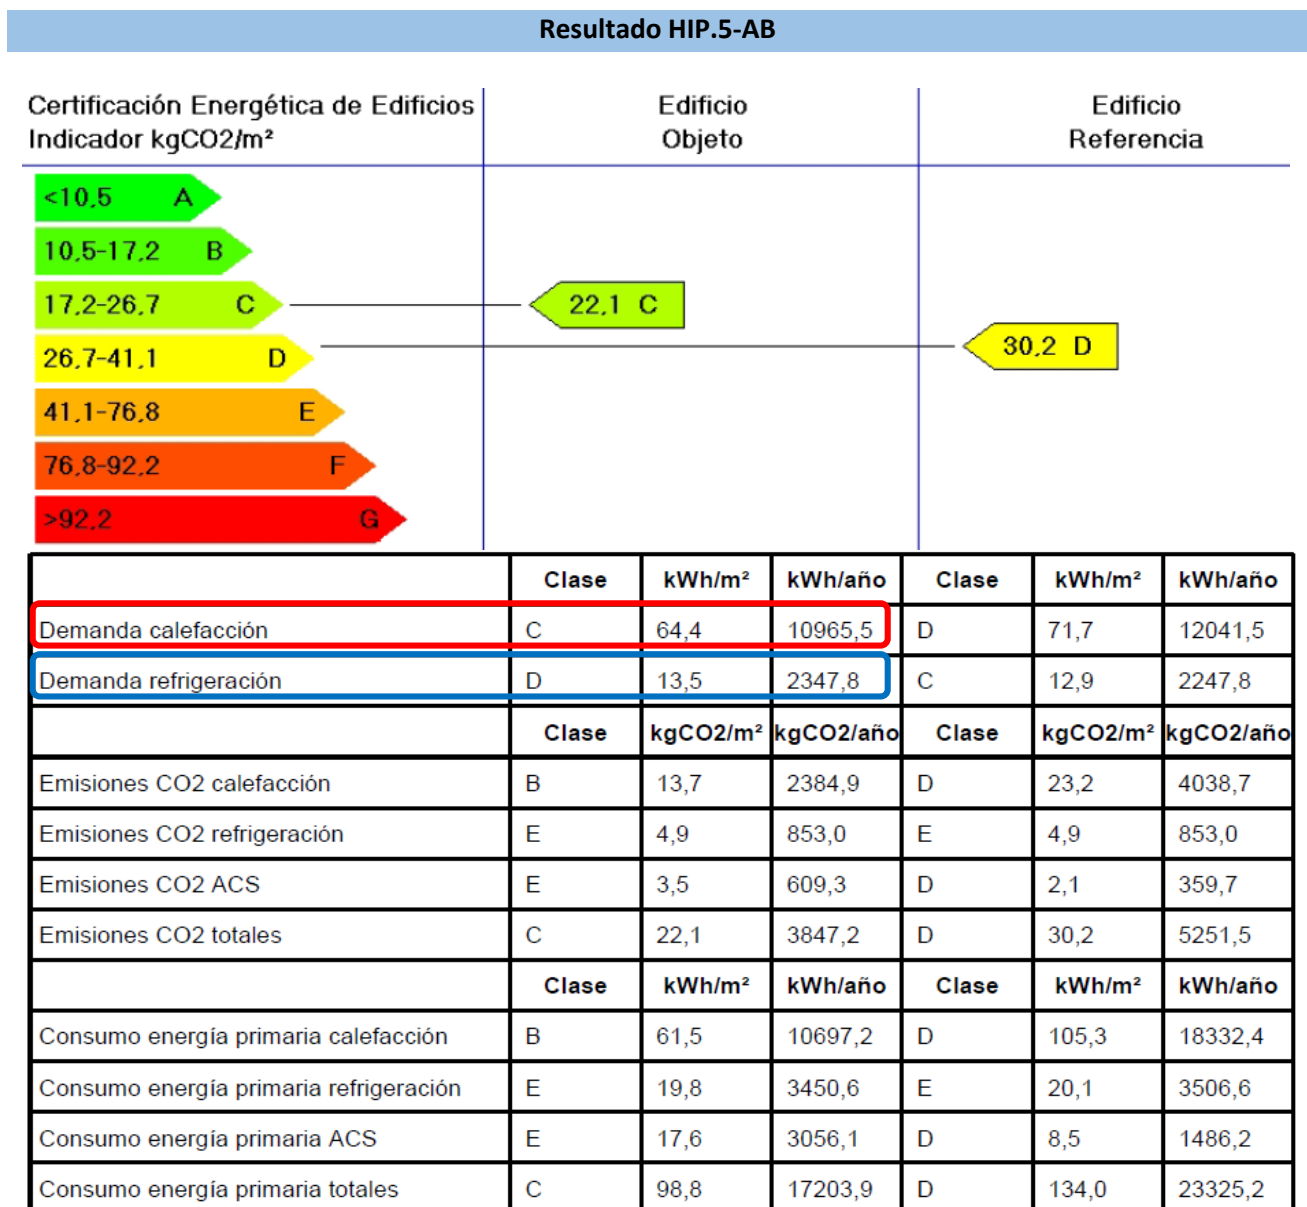 Resultado HIP.5-AB
Certificación Energética de Edificios
Indicador kgCO2/m²
Edificio
Objeto
Edificio
Referencia
<10,5 A
10,5-17,2 B
17,2-26,7 C
22,1 C
26,7-41,1 D
30,2 D
41,1-76,8 E
76,8-92,2 F
>92,2 G
Clase kWh/m² kWh/año Clase kWh/m² kWh/año
Demanda calefacción C 64,4 10965,5 D 71,7 12041,5
Demanda refrigeración D 13,5 2347,8 C 12,9 2247,8
Clase kgCO2/m² kgCO2/año Clase kgCO2/m² kgCO2/año
Emisiones CO2 calefacción B 13,7 2384,9 D 23,2 4038,7
Emisiones CO2 refrigeración E 4,9 853,0 E 4,9 853,0
Emisiones CO2 ACS E 3,5 609,3 D 2,1 359,7
Emisiones CO2 totales C 22,1 3847,2 D 30,2 5251,5
Clase kWh/m² kWh/año Clase kWh/m² kWh/año
Consumo energía primaria calefacción B 61,5 10697,2 D 105,3 18332,4
Consumo energía primaria refrigeración E 19,8 3450,6 E 20,1 3506,6
Consumo energía primaria ACS E 17,6 3056,1 D 8,5 1486,2
Consumo energía primaria totales C 98,8 17203,9 D 134,0 23325,2